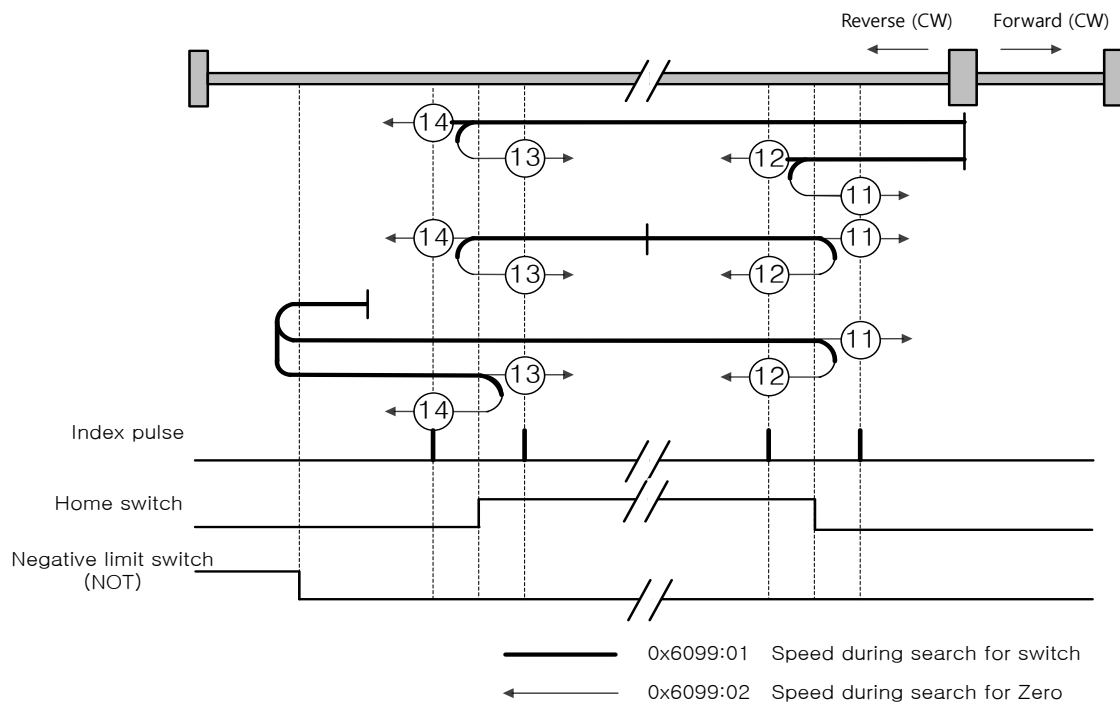 Reverse (CW) Forward (CW)
14
13
12
11
14
11
13
12
11
13
12
14
Index pulse
Home switch
Negative limit switch
(NOT)
0x6099:01 Speed during search for switch
0x6099:02 Speed during search for Zero